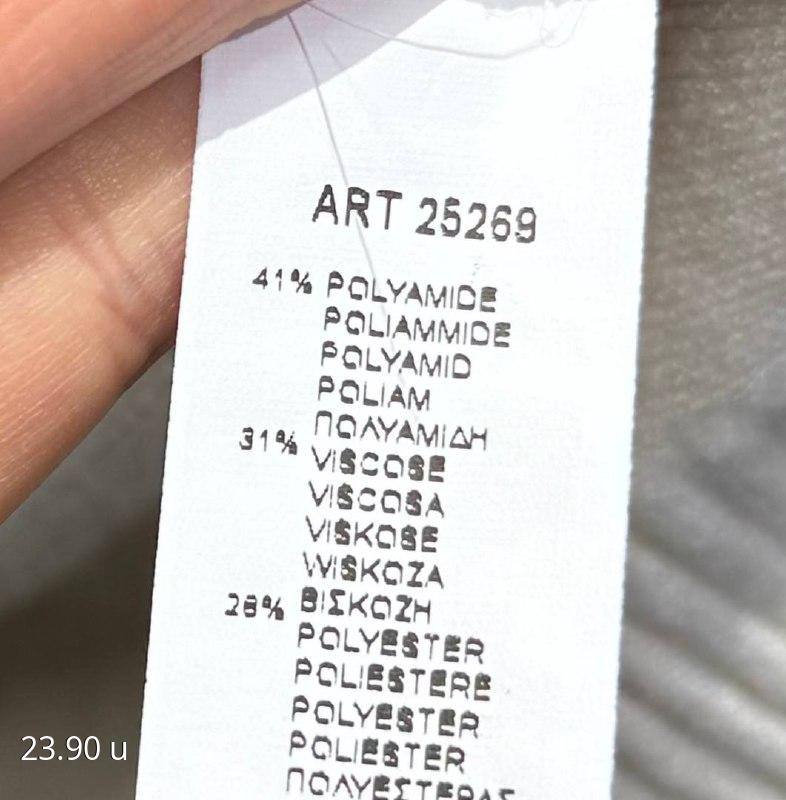 ART 25269
41% POLYAMIDE
POLIAMMIDE
POLYAMID
POLIAM
ΠΟΛΥΑΜΙΔΗ
31% VISCOSE
VISCOSA
VISKOSE
WISKOZA
ΒΙΣΚΟΖΗ
28% POLYESTER
POLIESTERE
POLYESTER
POLIESTER
ΠΟΛΥΕΣΤΕΡΑΣ
23.90 u